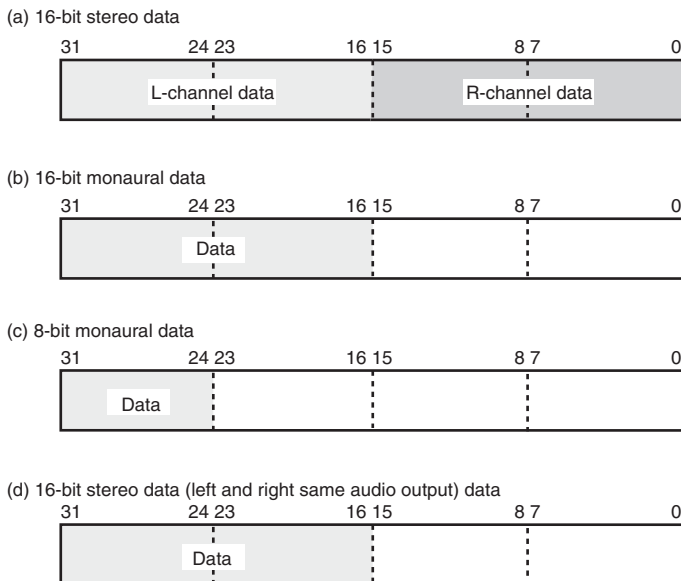 (a) 16-bit stereo data
31 24 23 16 15 8 7 0
L-channel data R-channel data
(b) 16-bit monaural data
31 24 23 16 15 8 7 0
Data
(c) 8-bit monaural data
31 24 23 16 15 8 7 0
Data
(d) 16-bit stereo data (left and right same audio output) data
31 24 23 16 15 8 7 0
Data